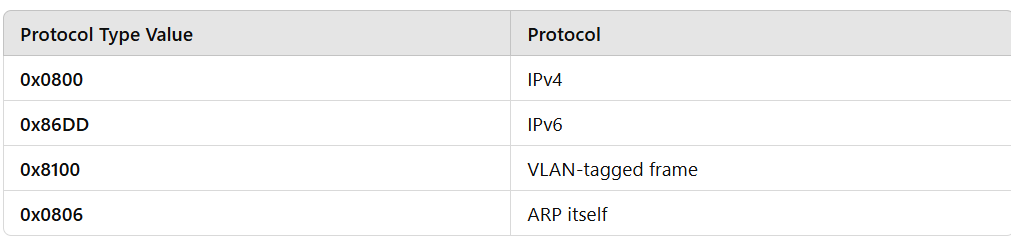 Protocol Type Value Protocol
0x0800 IPv4
0x86DD IPv6
0x8100 VLAN-tagged frame
0x0806 ARP itself